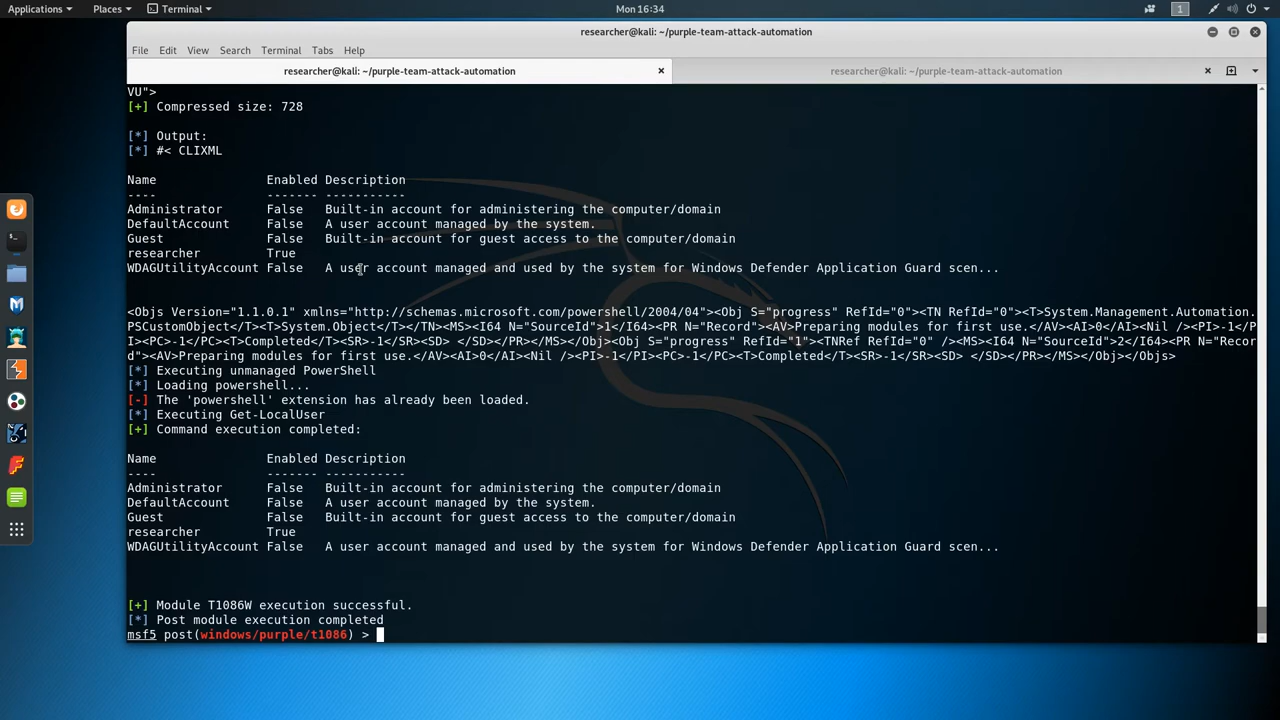 Applications
Places
Terminal
Mon 16:34
1
researcher@kali: ~/purple-team-attack-automation
File Edit View Search Terminal Tabs Help
researcher@kali: ~/purple-team-attack-automation
researcher@kali: ~/purple-team-attack-automation
VU">
[+] Compressed size: 728
[*] Output:
[*] #< CLIXML
Name Enabled Description
---- ------- -----------
Administrator False Built-in account for administering the computer/domain
DefaultAccount False A user account managed by the system.
Guest False Built-in account for guest access to the computer/domain
researcher True
WDAGUtilityAccount False A user account managed and used by the system for Windows Defender Application Guard scen...
<Objs Version="1.1.0.1" xmlns="http://schemas.microsoft.com/powershell/2004/04"><Obj S="progress" RefId="0"><TN RefId="0"><T>System.Management.Automation.
PSCustomObject</T><T>System.Object</T></TN><MS><I64 N="SourceId">1</I64><PR N="Record"><AV>Preparing modules for first use.</AV><AI>0</AI><Nil /><PI>-1</P
I><PC>-1</PC><T>Completed</T><SR>-1</SR><SD> </SD></PR></MS></Obj><Obj S="progress" RefId="1"><TNRef RefId="0" /><MS><I64 N="SourceId">2</I64><PR N="Recor
d"><AV>Preparing modules for first use.</AV><AI>0</AI><Nil /><PI>-1</PI><PC>-1</PC><T>Completed</T><SR>-1</SR><SD> </SD></PR></MS></Obj></Objs>
[*] Executing unmanaged PowerShell
[*] Loading powershell...
[-] The 'powershell' extension has already been loaded.
[*] Executing Get-LocalUser
[+] Command execution completed:
Name Enabled Description
---- ------- -----------
Administrator False Built-in account for administering the computer/domain
DefaultAccount False A user account managed by the system.
Guest False Built-in account for guest access to the computer/domain
researcher True
WDAGUtilityAccount False A user account managed and used by the system for Windows Defender Application Guard scen...
[+] Module T1086W execution successful.
[*] Post module execution completed
msf5 post(windows/purple/t1086) >